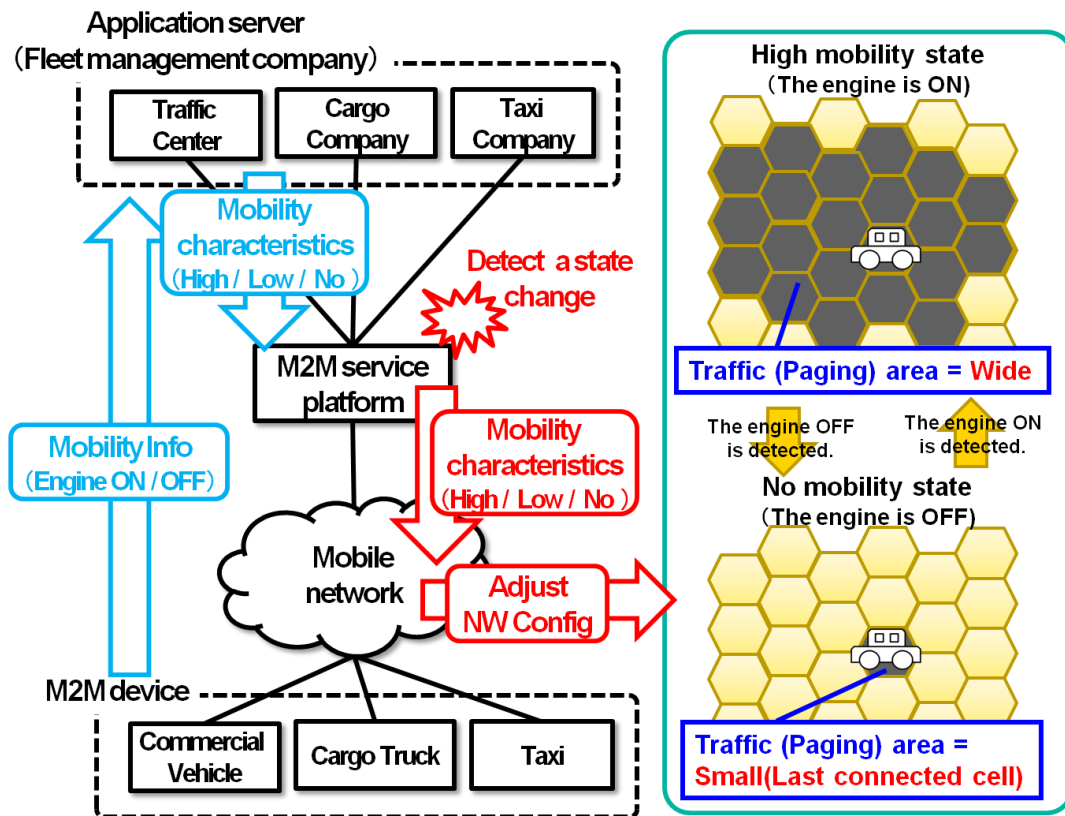 Application server
(Fleet management company)
Traffic
Center
Cargo
Company
Taxi
Company
Mobility
characteristics
(High / Low / No )
Detect a state
change
M2M service
platform
Mobility Info
(Engine ON / OFF)
Mobility
characteristics
(High / Low / No )
Mobile
network
Adjust
NW Config
M2M device
Commercial
Vehicle
Cargo Truck
Taxi
High mobility state
(The engine is ON)
Traffic (Paging) area = Wide
The engine OFF
is detected.
The engine ON
is detected.
No mobility state
(The engine is OFF)
Traffic (Paging) area =
Small(Last connected cell)